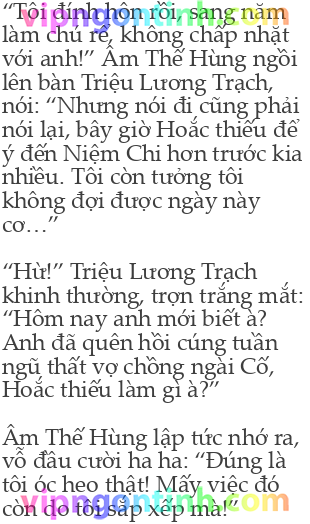 “Tôi đính hôn rồi, sang năm
làm chú rể, không chấp nhặt
với anh!” Âm Thế Hùng ngồi
lên bàn Triệu Lương Trạch,
nói: “Nhưng nói đi cũng phải
nói lại, bây giờ Hoắc thiếu để
ý đến Niệm Chi hơn trước kia
nhiều. Tôi còn tưởng tôi
không đợi được ngày này
cơ…”
“Hừ!” Triệu Lương Trạch
khinh thường, trợn trắng mắt:
“Hôm nay anh mới biết à?
Anh đã quên hồi cúng tuần
ngũ thất vợ chồng ngài Cố,
Hoắc thiếu làm gì à?”
Âm Thế Hùng lập tức nhớ ra,
vỗ đầu cười ha ha: “Đúng là
tôi óc heo thật! Mấy việc đó
còn do tôi sắp xếp mà!”
vipngontinh.com
vipngontinh.com